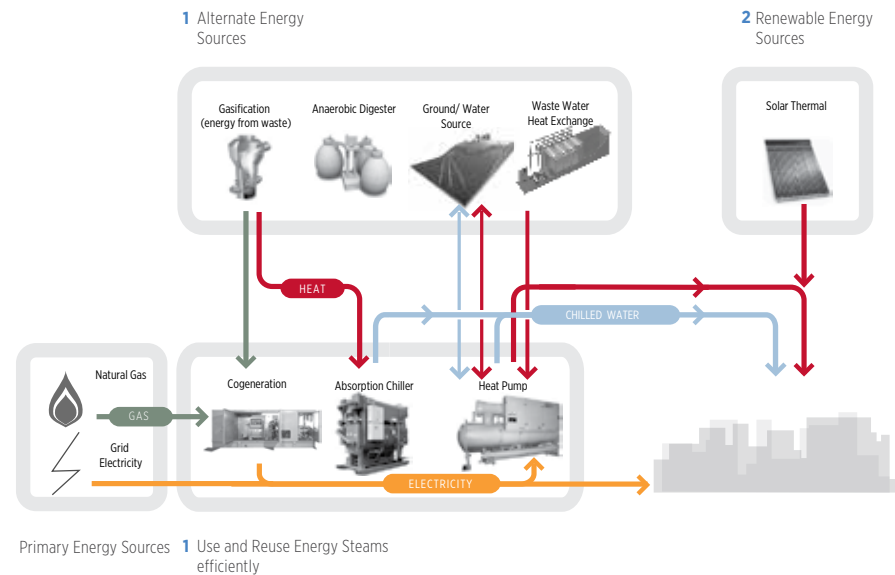 1 Alternate Energy
Sources
2 Renewable Energy
Sources
Gasification
(energy from waste)
Anaerobic Digester
Ground/ Water
Source
Waste Water
Heat Exchange
Solar Thermal
HEAT
CHILLED WATER
Natural Gas
GAS
Grid
Electricity
Cogeneration
Absorption Chiller
Heat Pump
ELECTRICITY
Primary Energy Sources
1 Use and Reuse Energy Steams
efficiently